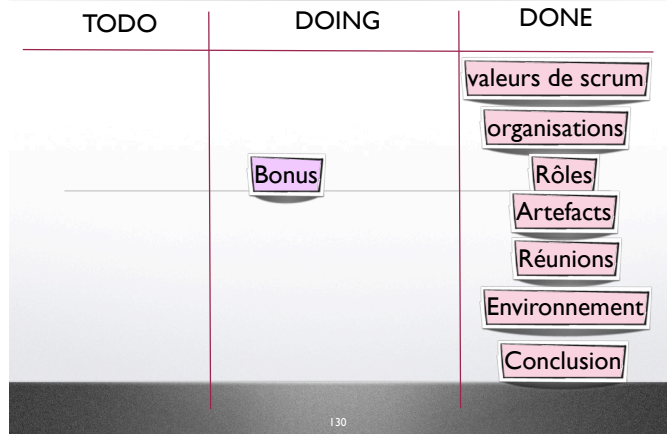 TODO DOING DONE
valeurs de scrum
organisations
Bonus Rôles
Artefacts
Réunions
Environnement
Conclusion
130